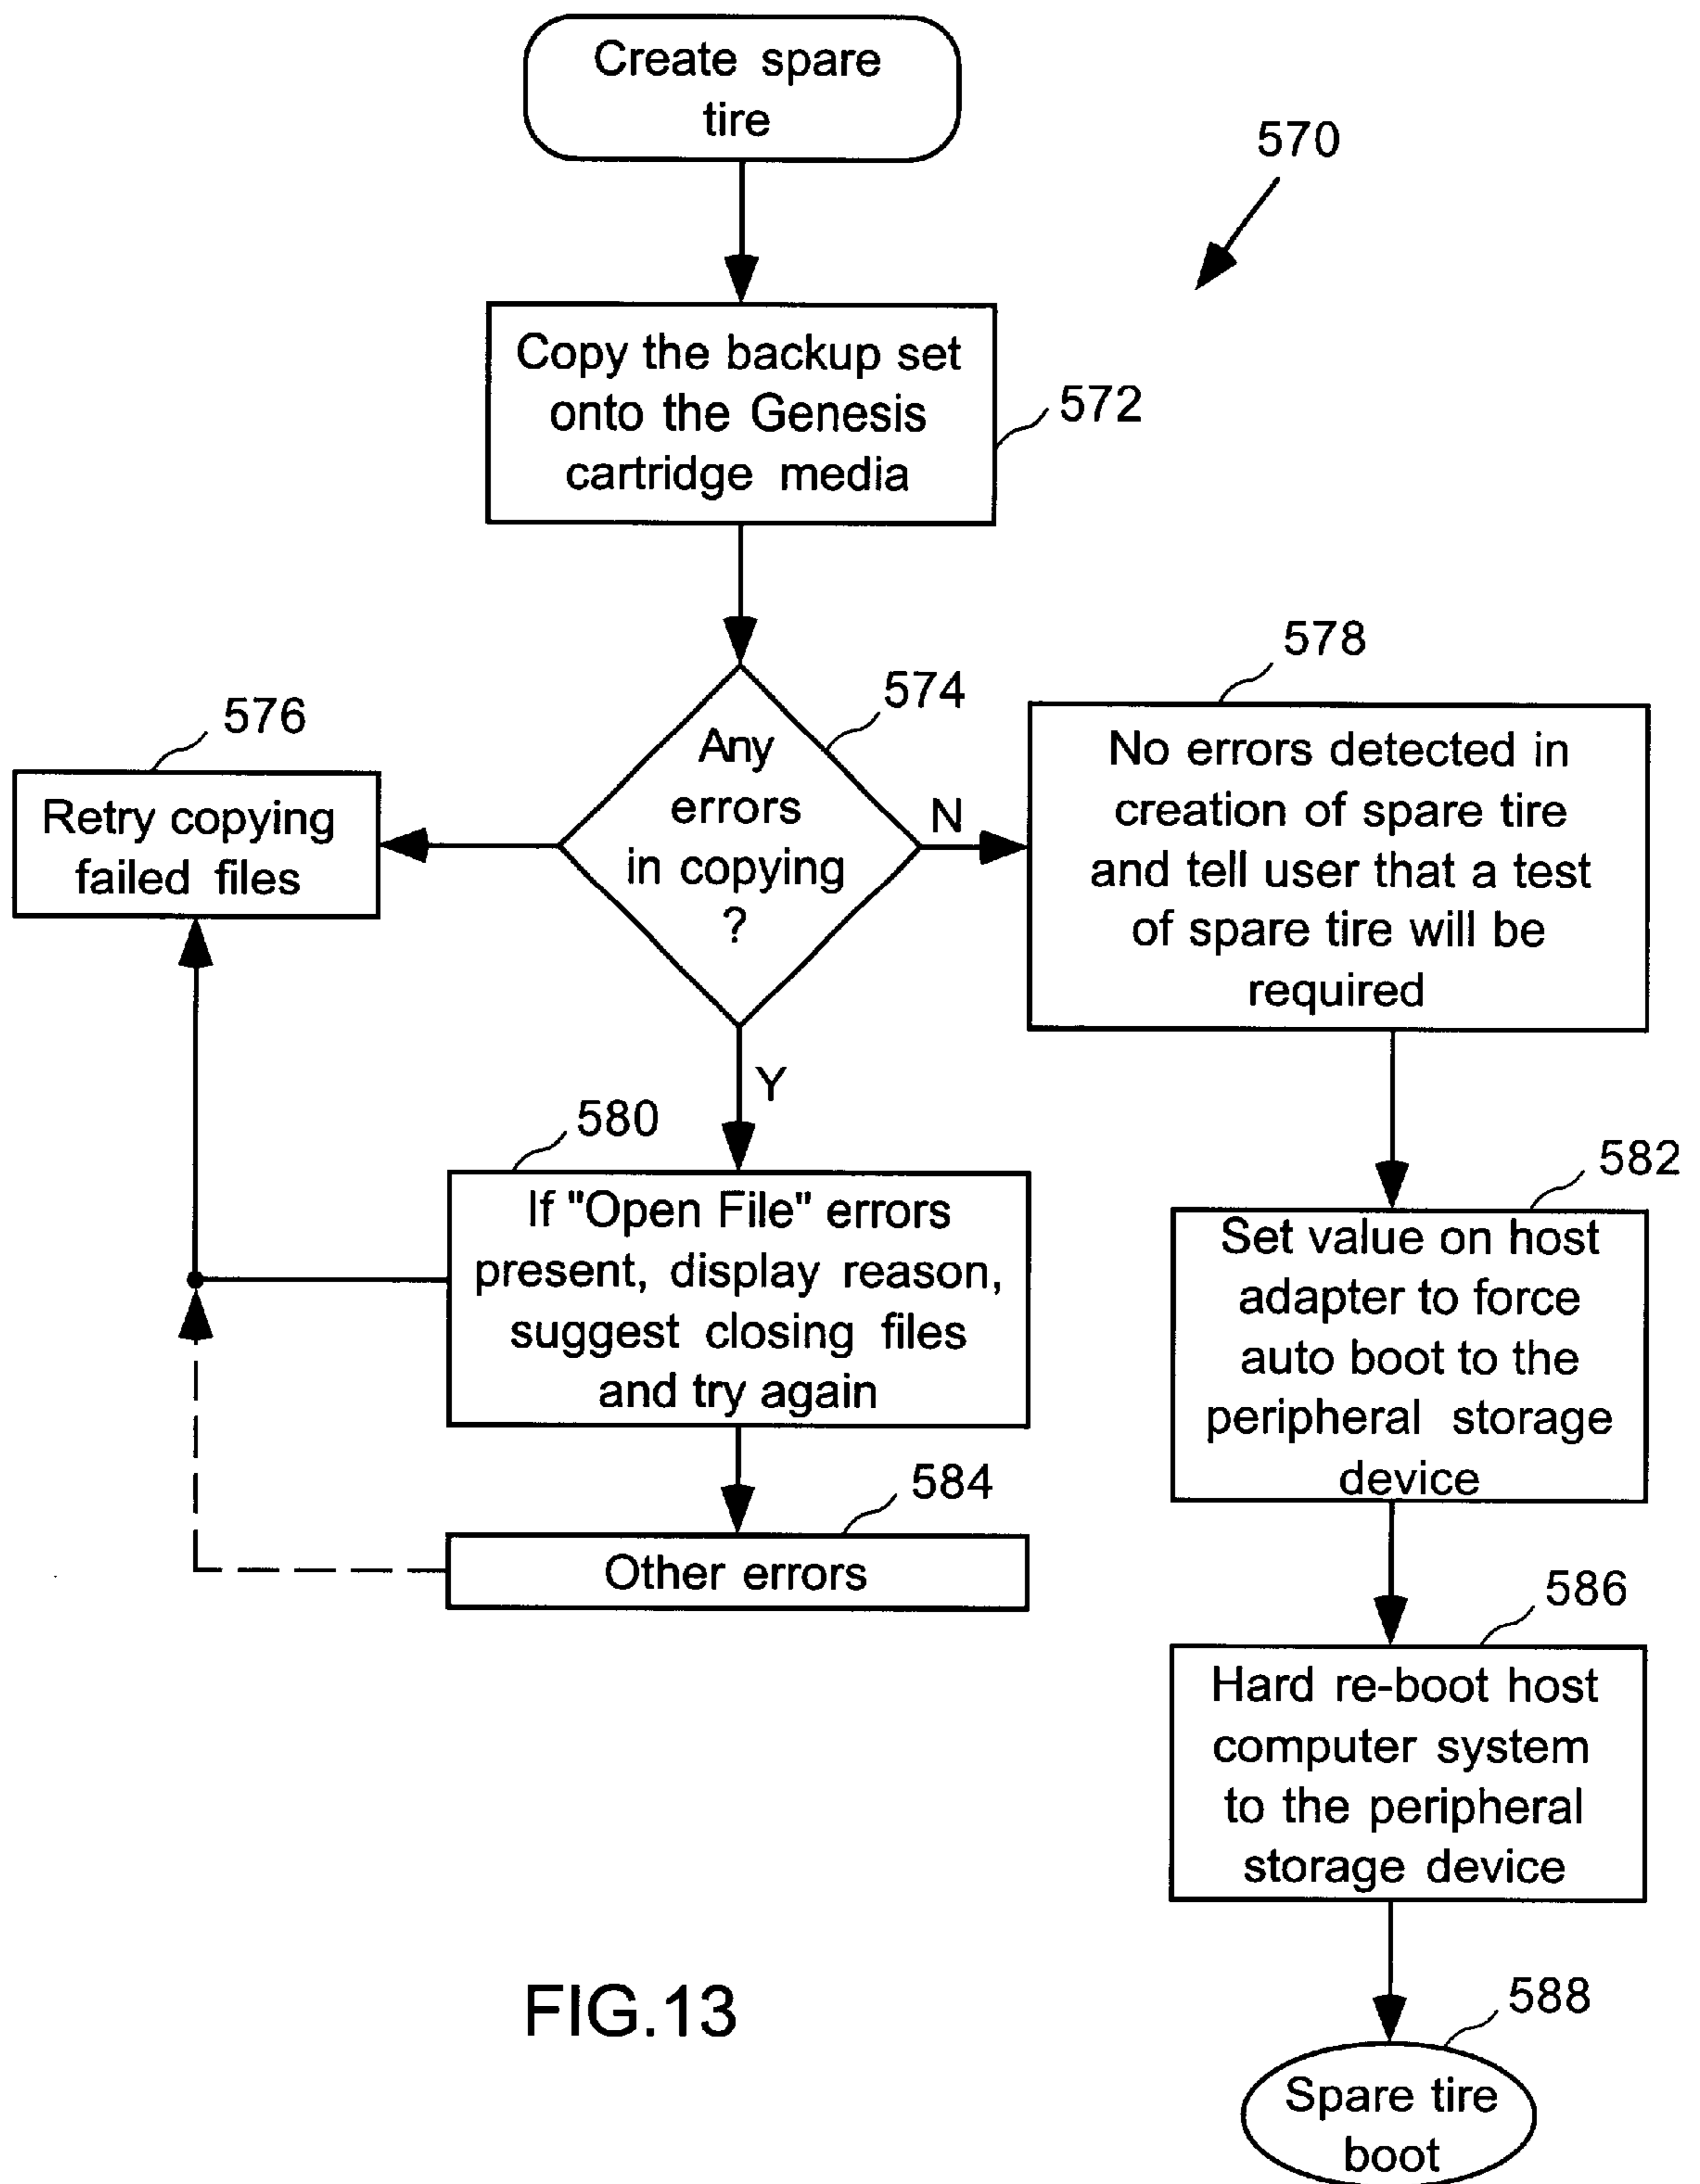 Create spare
tire
570
Copy the backup set
onto the Genesis
cartridge media
572
574
Any
errors
in copying
?
576
Retry copying
failed files
N
578
No errors detected in
creation of spare tire
and tell user that a test
of spare tire will be
required
Y
580
If "Open File" errors
present, display reason,
suggest closing files
and try again
584
Other errors
582
Set value on host
adapter to force
auto boot to the
peripheral storage
device
586
Hard re-boot host
computer system
to the peripheral
storage device
588
Spare tire
boot
FIG.13